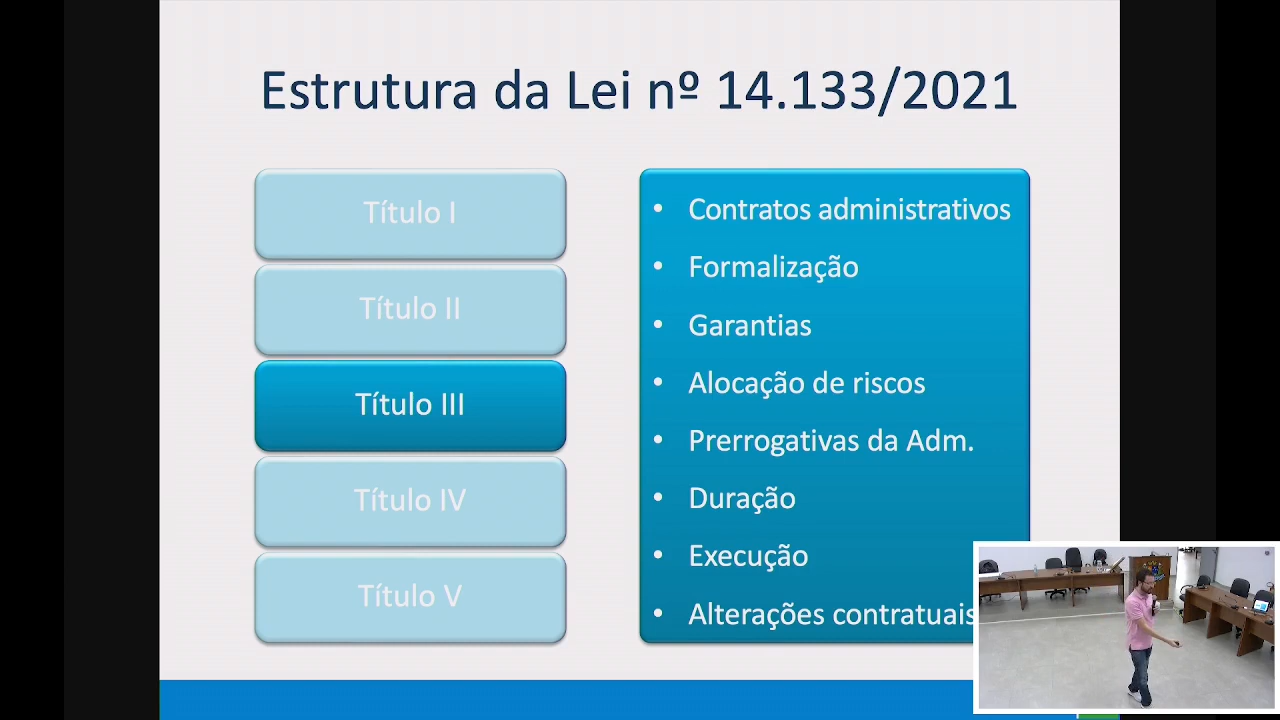 Estrutura da Lei nº 14.133/2021
Título I
Título II
Título III
Título IV
Título V
• Contratos administrativos
• Formalização
• Garantias
• Alocação de riscos
• Prerrogativas da Adm.
• Duração
• Execução
• Alterações contratuais